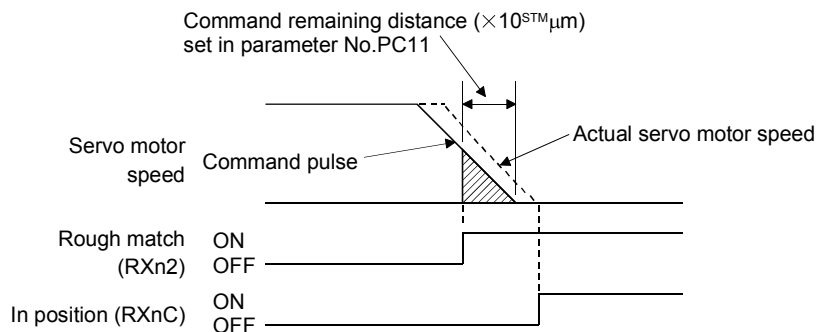 Command remaining distance (×10ˢᵀᴹμm)
set in parameter No.PC11
Actual servo motor speed
Servo motor
speed
Command pulse
Rough match
(RXn2)
ON
OFF
In position (RXnC)
ON
OFF